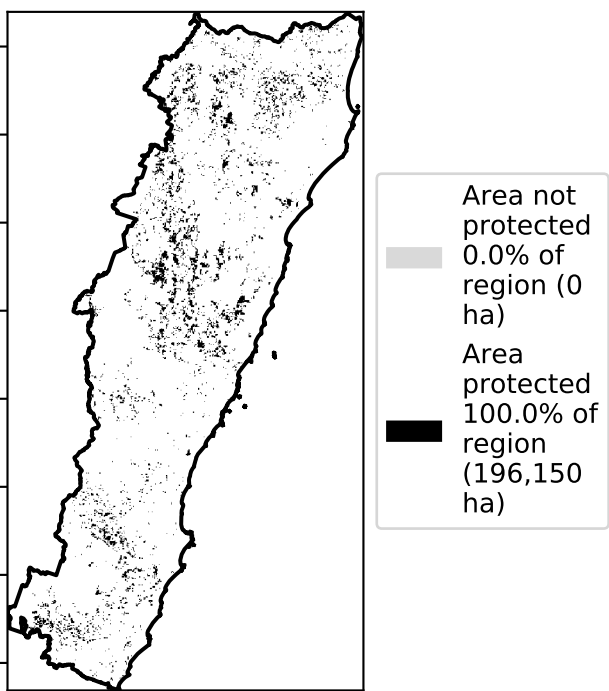 Area not
protected
0.0% of
region (0
ha)
Area
protected
100.0% of
region
(196,150
ha)